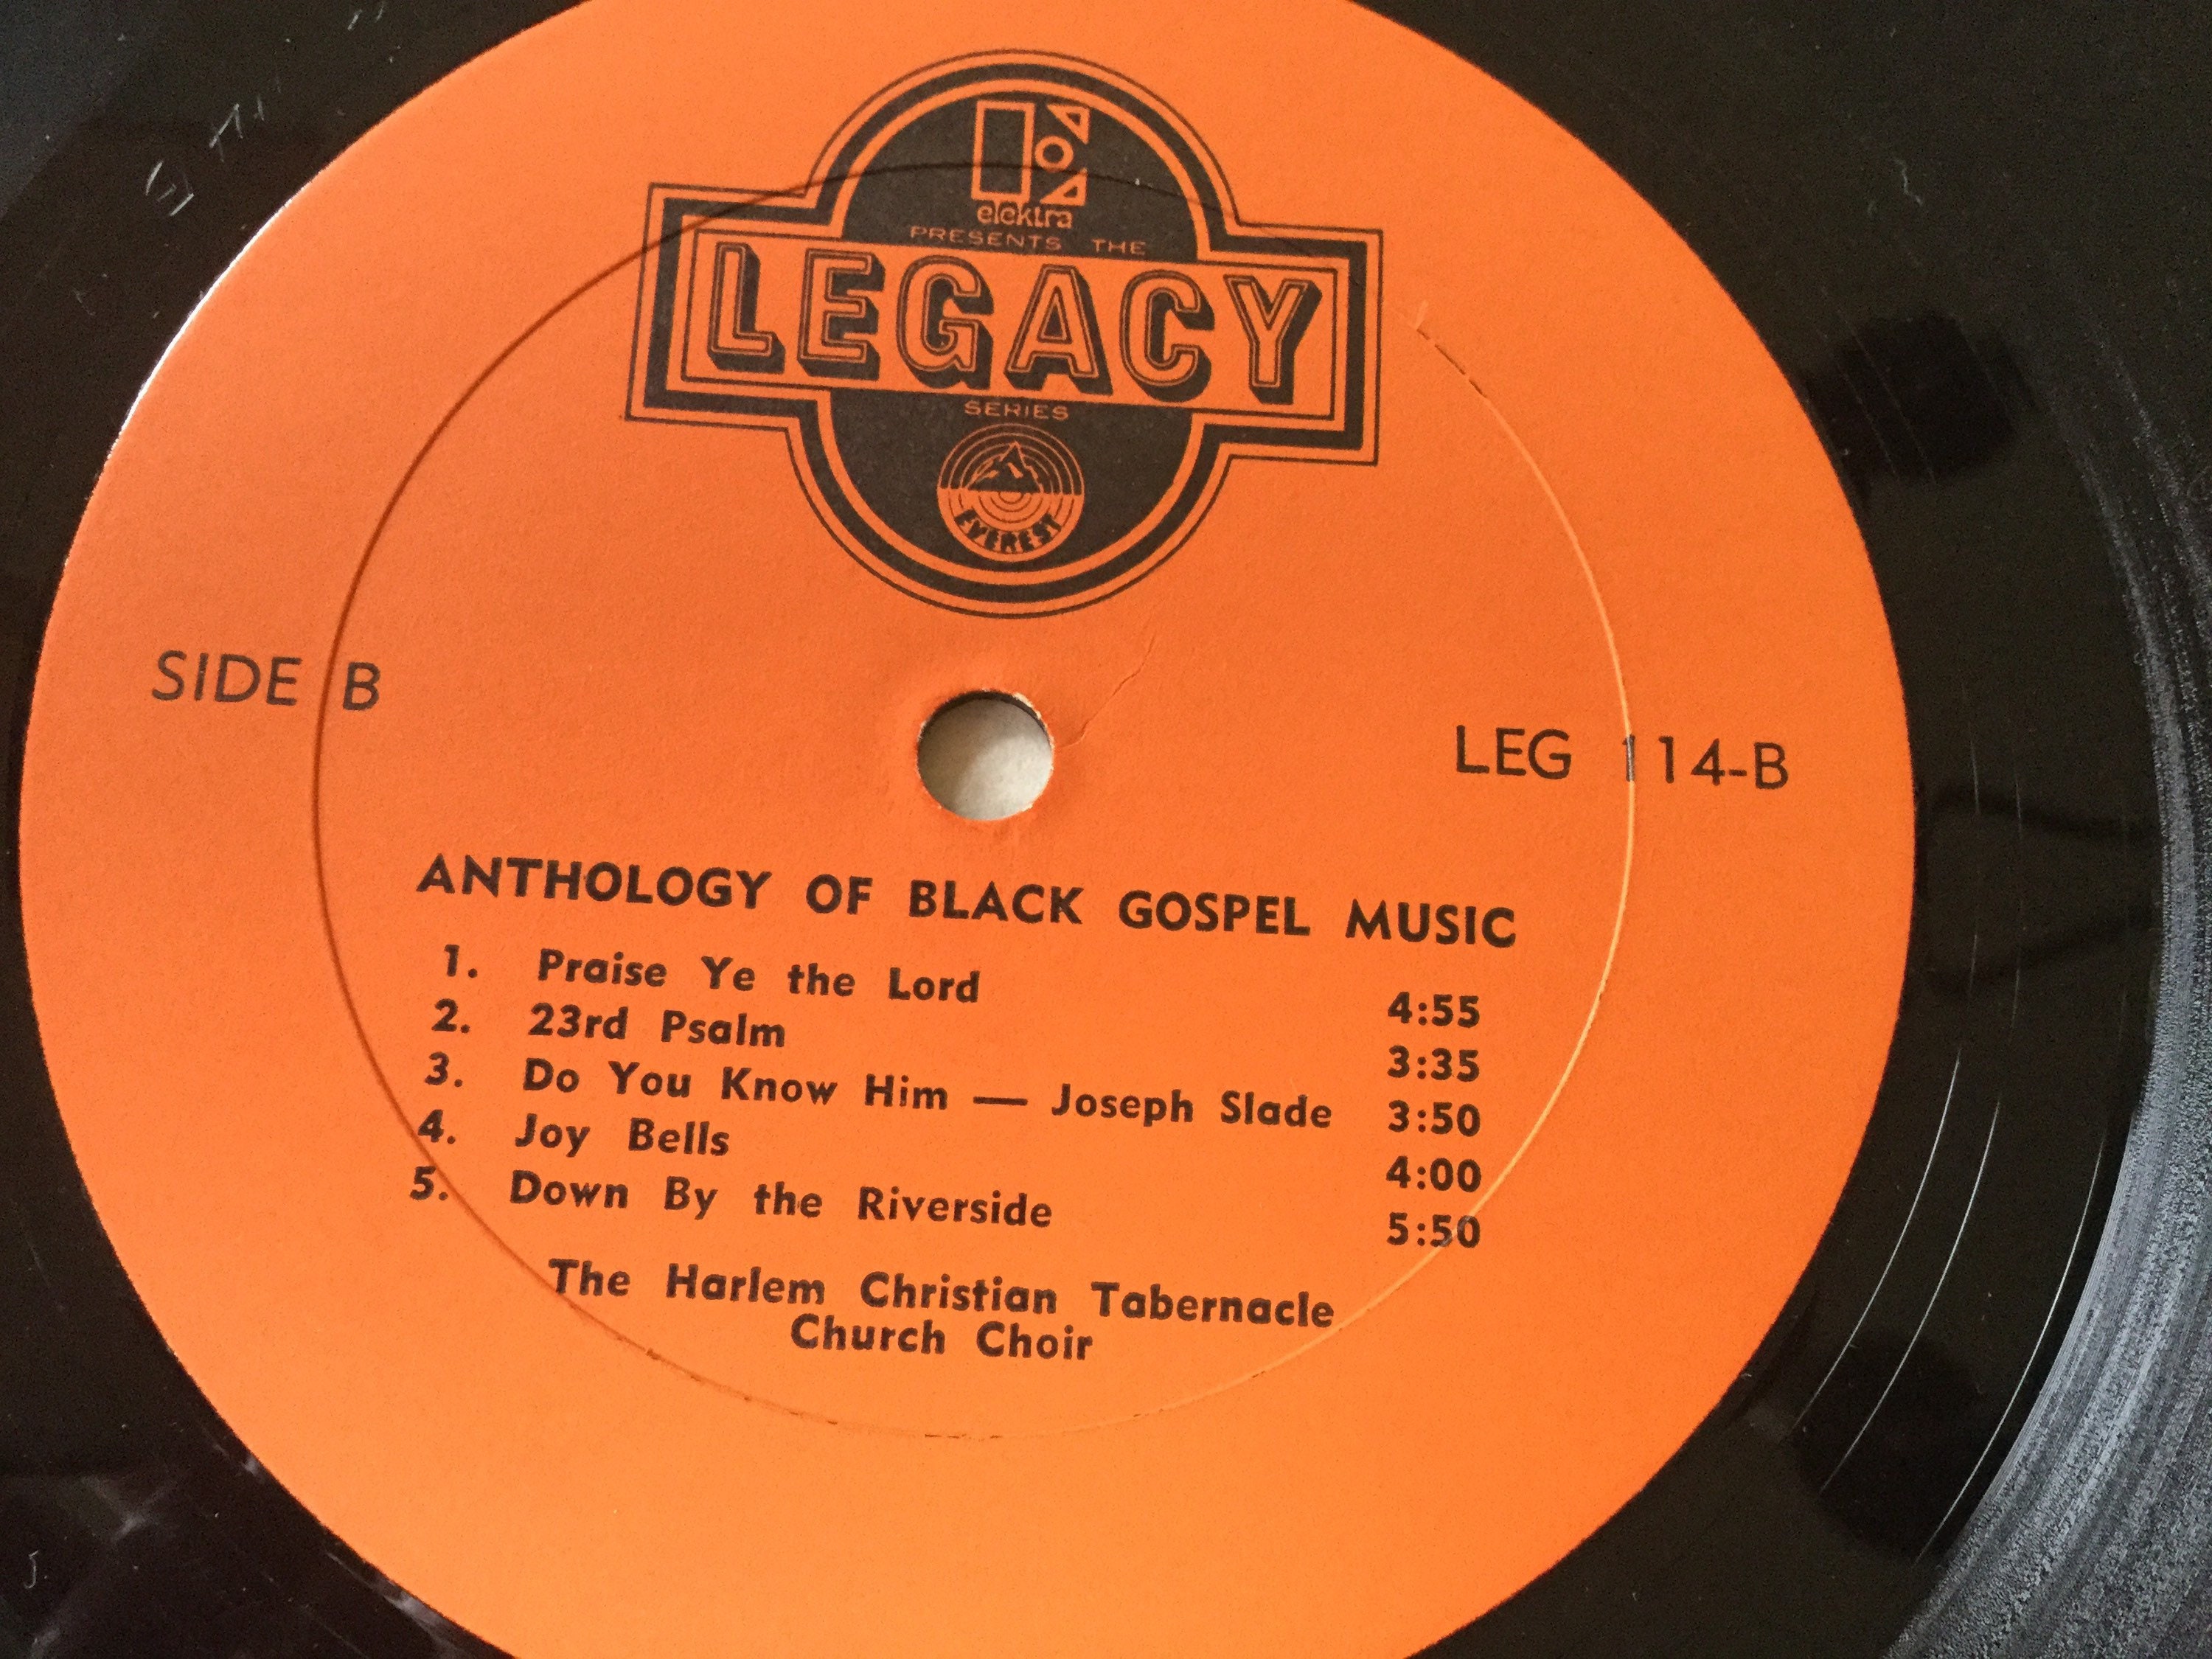 elektra
PRESENTS THE
LEGACY
SERIES
EVEREST
SIDE B
LEG 114-B
ANTHOLOGY OF BLACK GOSPEL MUSIC
1. Praise Ye the Lord 4:55
2. 23rd Psalm 3:35
3. Do You Know Him — Joseph Slade 3:50
4. Joy Bells 4:00
5. Down By the Riverside 5:50
The Harlem Christian Tabernacle
Church Choir